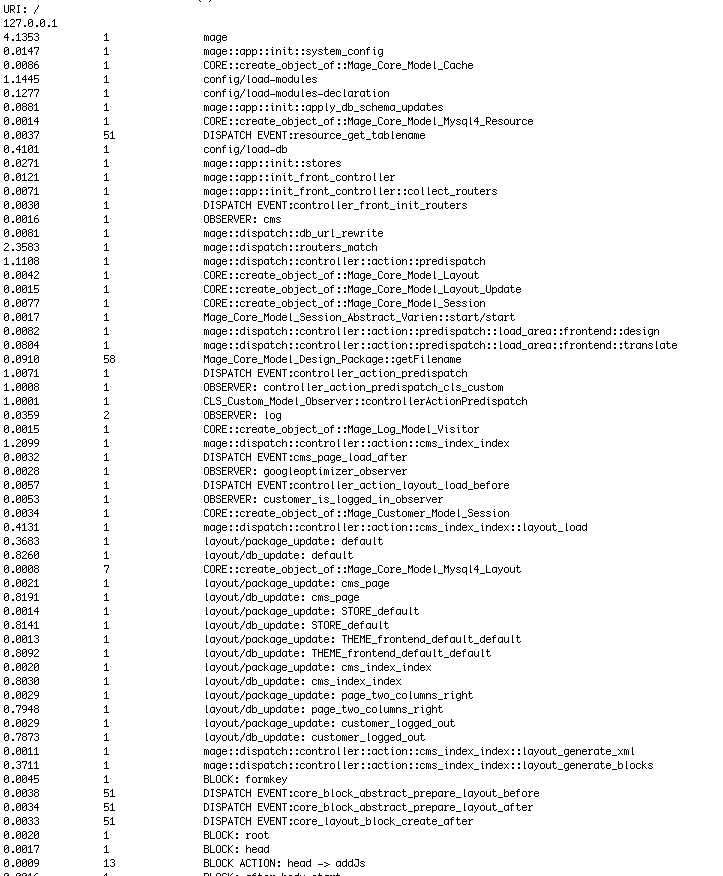 URI: /
127.0.0.1
4.1353 1 mage
0.0147 1 mage::app::init::system_config
0.0086 1 CORE::create_object_of::Mage_Core_Model_Cache
1.1445 1 config/load-modules
0.1277 1 config/load-modules-declaration
0.0881 1 mage::app::init::apply_db_schema_updates
0.0014 1 CORE::create_object_of::Mage_Core_Model_Mysql4_Resource
0.0037 51 DISPATCH EVENT:resource_get_tablename
0.4101 1 config/load-db
0.0271 1 mage::app::init::stores
0.0121 1 mage::app::init_front_controller
0.0071 1 mage::app::init_front_controller::collect_routers
0.0030 1 DISPATCH EVENT:controller_front_init_routers
0.0016 1 OBSERVER: cms
0.0081 1 mage::dispatch::db_url_rewrite
2.3583 1 mage::dispatch::routers_match
1.1108 1 mage::dispatch::controller::action::predispatch
0.0042 1 CORE::create_object_of::Mage_Core_Model_Layout
0.0015 1 CORE::create_object_of::Mage_Core_Model_Layout_Update
0.0077 1 CORE::create_object_of::Mage_Core_Model_Session
0.0017 1 Mage_Core_Model_Session_Abstract_Varien::start/start
0.0082 1 mage::dispatch::controller::action::predispatch::load_area::frontend::design
0.0804 1 mage::dispatch::controller::action::predispatch::load_area::frontend::translate
0.0910 58 Mage_Core_Model_Design_Package::getFilename
1.0071 1 DISPATCH EVENT:controller_action_predispatch
1.0008 1 OBSERVER: controller_action_predispatch_cls_custom
1.0001 1 CLS_Custom_Model_Observer::controllerActionPredispatch
0.0359 2 OBSERVER: log
0.0015 1 CORE::create_object_of::Mage_Log_Model_Visitor
1.2099 1 mage::dispatch::controller::action::cms_index_index
0.0032 1 DISPATCH EVENT:cms_page_load_after
0.0028 1 OBSERVER: googleoptimizer_observer
0.0057 1 DISPATCH EVENT:controller_action_layout_load_before
0.0053 1 OBSERVER: customer_is_logged_in_observer
0.0034 1 CORE::create_object_of::Mage_Customer_Model_Session
0.4131 1 mage::dispatch::controller::action::cms_index_index::layout_load
0.3683 1 layout/package_update: default
0.8260 1 layout/db_update: default
0.0008 7 CORE::create_object_of::Mage_Core_Model_Mysql4_Layout
0.0021 1 layout/package_update: cms_page
0.8191 1 layout/db_update: cms_page
0.0014 1 layout/package_update: STORE_default
0.8141 1 layout/db_update: STORE_default
0.0013 1 layout/package_update: THEME_frontend_default_default
0.8092 1 layout/db_update: THEME_frontend_default_default
0.0020 1 layout/package_update: cms_index_index
0.8030 1 layout/db_update: cms_index_index
0.0029 1 layout/package_update: page_two_columns_right
0.7948 1 layout/db_update: page_two_columns_right
0.0029 1 layout/package_update: customer_logged_out
0.7873 1 layout/db_update: customer_logged_out
0.0011 1 mage::dispatch::controller::action::cms_index_index::layout_generate_xml
0.3711 1 mage::dispatch::controller::action::cms_index_index::layout_generate_blocks
0.0045 1 BLOCK: formkey
0.0038 51 DISPATCH EVENT:core_block_abstract_prepare_layout_before
0.0034 51 DISPATCH EVENT:core_block_abstract_prepare_layout_after
0.0033 51 DISPATCH EVENT:core_layout_block_create_after
0.0020 1 BLOCK: root
0.0017 1 BLOCK: head
0.0009 13 BLOCK ACTION: head -> addJs